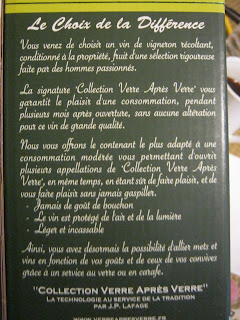 Le Choix de la Différence
Vous venez de choisir un vin de vigneron récoltant,
conditionné à la propriété, fruit d'une sélection rigoureuse
faite par des hommes passionnés.
La signature 'Collection Verre Après Verre' vous
garantit le plaisir d'une consommation, pendant
plusieurs mois après ouverture, sans aucune altération
pour ce vin de grande qualité.
Nous vous offrons le contenant le plus adapté à une
consommation modérée vous permettant d'ouvrir
plusieurs appellations de 'Collection Verre Après
Verre', en même temps, en étant sûr de faire plaisir, et de
vous faire plaisir sans jamais gaspiller.
- Jamais de goût de bouchon
- Le vin est protégé de l'air et de la lumière
- Léger et incassable
Ainsi, vous avez désormais la possibilité d'allier mets et
vins en fonction de vos goûts et de ceux de vos convives
grâce à un service au verre ou en carafe.
"COLLECTION VERRE APRÈS VERRE"
LA TECHNOLOGIE AU SERVICE DE LA TRADITION
PAR J.P. LAFAGE
WWW.VERREAPRESVERRE.FR